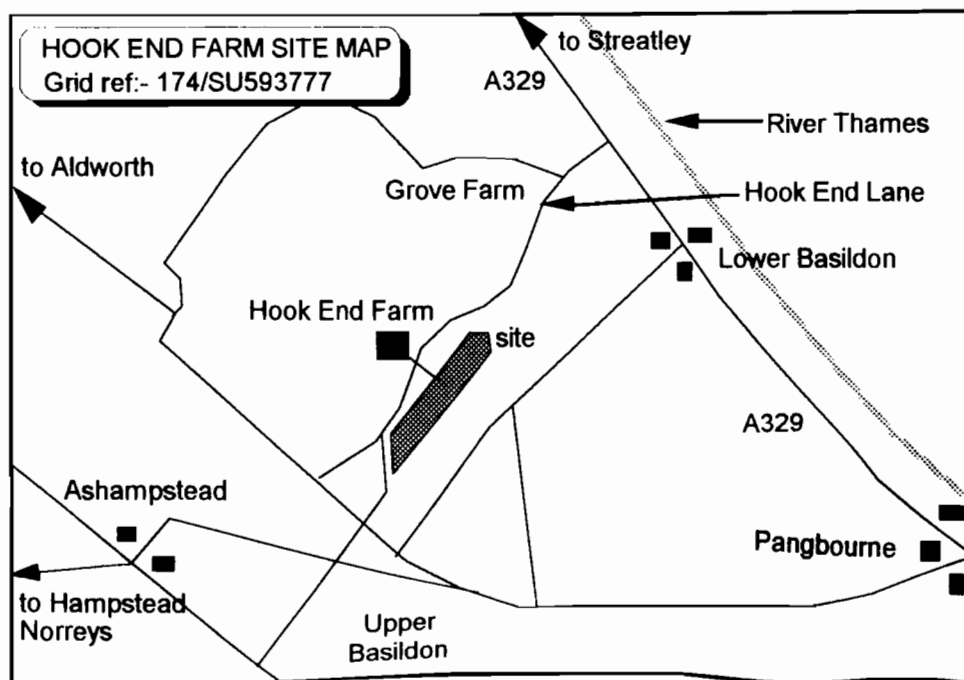 HOOK END FARM SITE MAP
Grid ref:- 174/SU593777
to Streatley
A329
River Thames
to Aldworth
Grove Farm
Hook End Lane
Lower Basildon
Hook End Farm
site
A329
Ashampstead
Pangbourne
to Hampstead
Norreys
Upper
Basildon